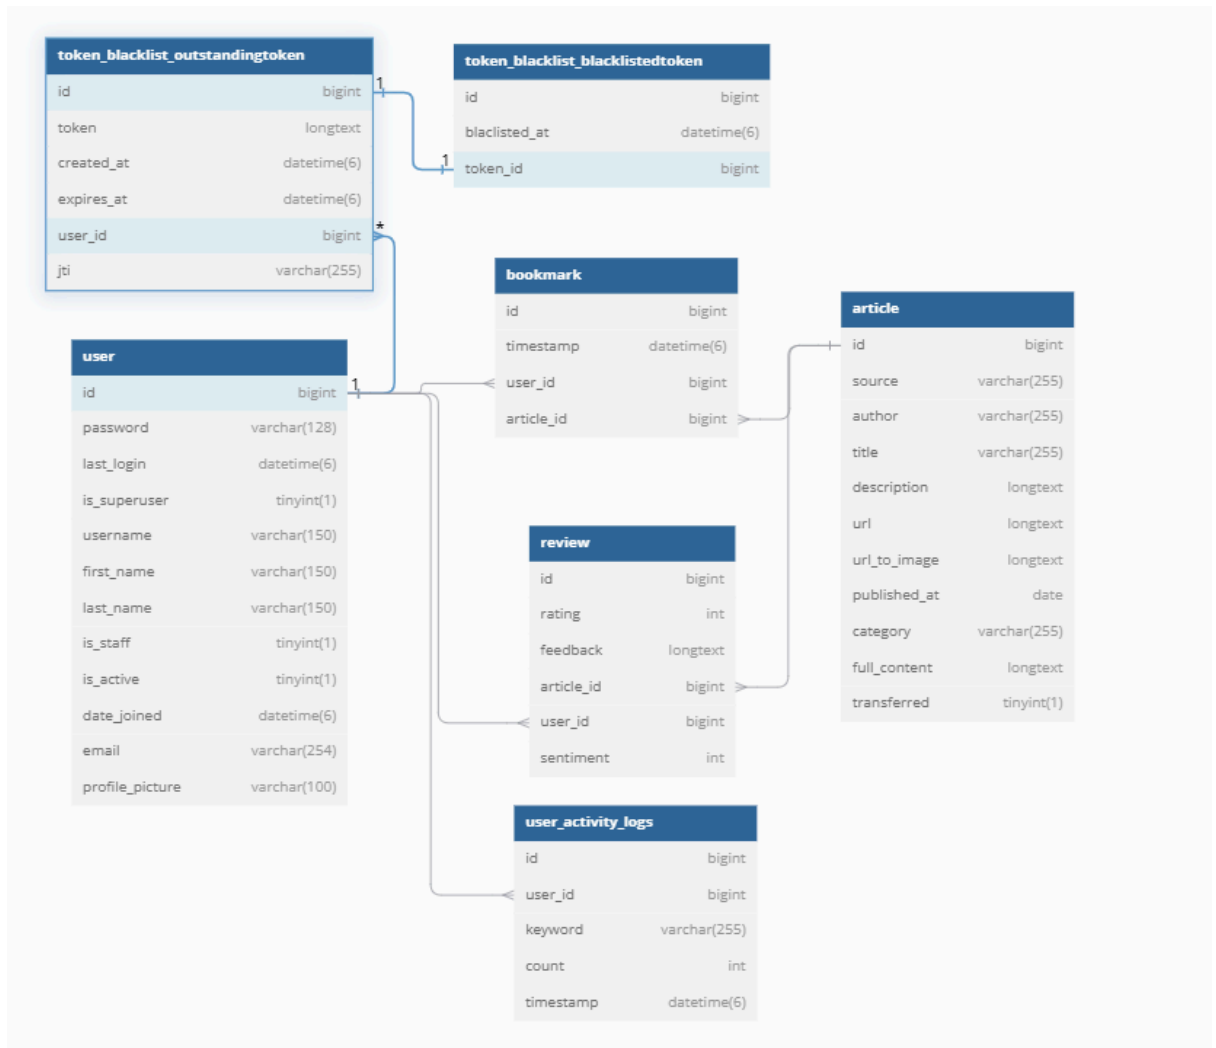 token_blacklist_outstandingtoken
id bigint
token longtext
created_at datetime(6)
expires_at datetime(6)
user_id bigint
jti varchar(255)
1
*
token_blacklist_blacklistedtoken
id bigint
blaclisted_at datetime(6)
token_id bigint
1
user
id bigint
password varchar(128)
last_login datetime(6)
is_superuser tinyint(1)
username varchar(150)
first_name varchar(150)
last_name varchar(150)
is_staff tinyint(1)
is_active tinyint(1)
date_joined datetime(6)
email varchar(254)
profile_picture varchar(100)
1
bookmark
id bigint
timestamp datetime(6)
user_id bigint
article_id bigint
article
id bigint
source varchar(255)
author varchar(255)
title varchar(255)
description longtext
url longtext
url_to_image longtext
published_at date
category varchar(255)
full_content longtext
transferred tinyint(1)
review
id bigint
rating int
feedback longtext
article_id bigint
user_id bigint
sentiment int
user_activity_logs
id bigint
user_id bigint
keyword varchar(255)
count int
timestamp datetime(6)